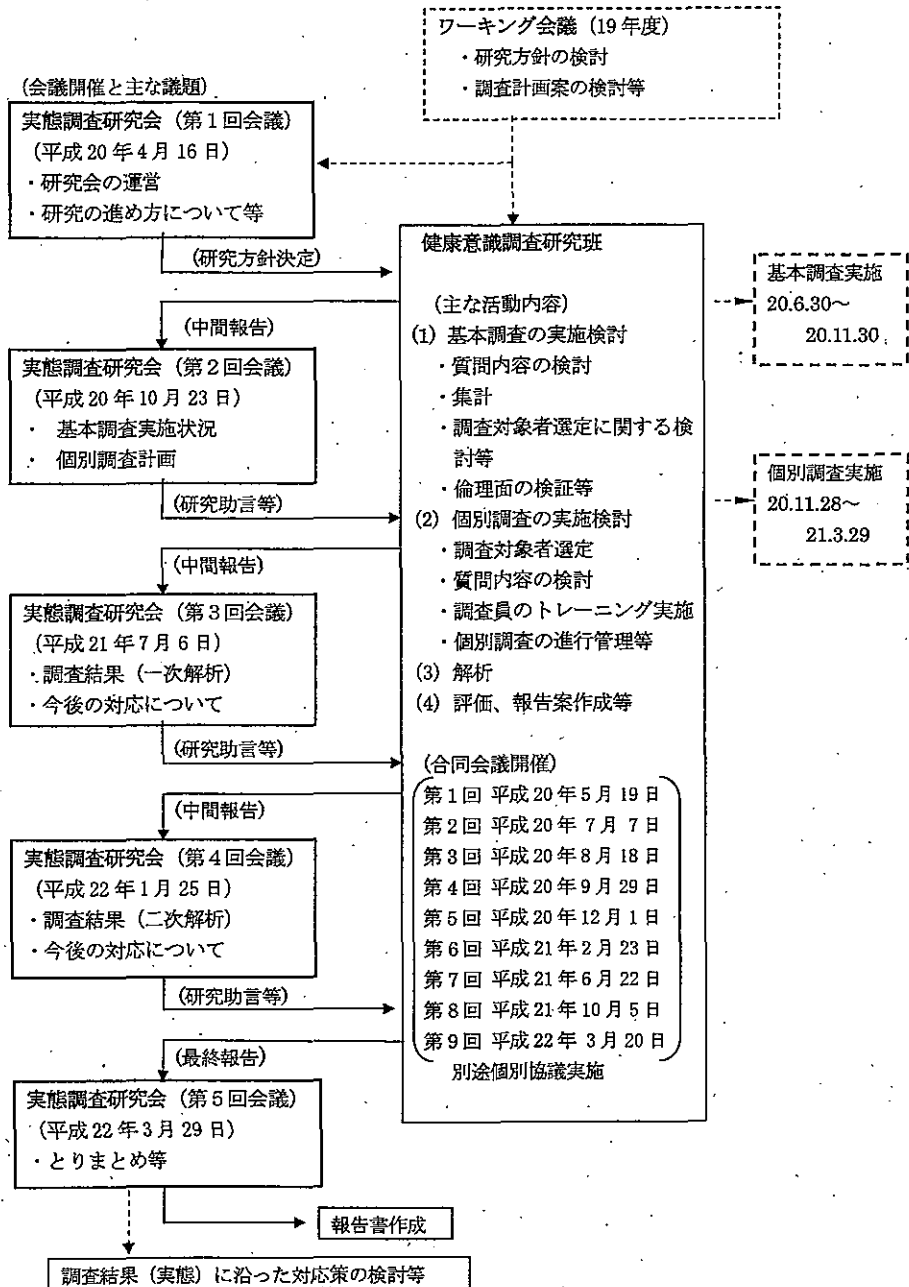 ワーキング会議（19年度）
・研究方針の検討
・調査計画案の検討等
(会議開催と主な議題)
実態調査研究会（第1回会議）
（平成20年4月16日）
・研究会の運営
・研究の進め方について等
(研究方針決定)
(中間報告)
実態調査研究会（第2回会議）
（平成20年10月23日）
・ 基本調査実施状況
・ 個別調査計画
(研究助言等)
(中間報告)
実態調査研究会（第3回会議）
（平成21年7月6日）
・調査結果（一次解析）
・今後の対応について
(研究助言等)
(中間報告)
実態調査研究会（第4回会議）
（平成22年1月25日）
・調査結果（二次解析）
・今後の対応について
(研究助言等)
(最終報告)
実態調査研究会（第5回会議）
（平成22年3月29日）
・とりまとめ等
報告書作成
調査結果（実態）に沿った対応策の検討等
健康意識調査研究班
(主な活動内容)
(1) 基本調査の実施検討
・質問内容の検討
・集計
・調査対象者選定に関する検
討等
・倫理面の検証等
(2) 個別調査の実施検討
・調査対象者選定
・質問内容の検討
・調査員のトレーニング実施
・個別調査の進行管理等
(3) 解析
(4) 評価、報告案作成等
(合同会議開催)
第1回 平成20年5月19日
第2回 平成20年7月7日
第3回 平成20年8月18日
第4回 平成20年9月29日
第5回 平成20年12月1日
第6回 平成21年2月23日
第7回 平成21年6月22日
第8回 平成21年10月5日
第9回 平成22年3月20日
別途個別協議実施
基本調査実施
20.6.30～
20.11.30
個別調査実施
20.11.28～
21.3.29